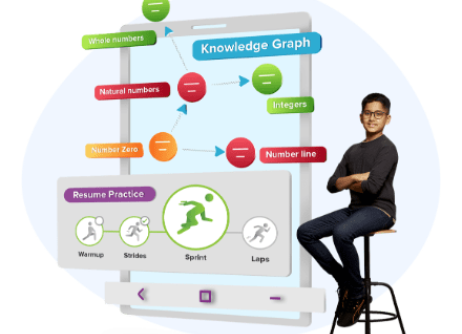 Whole numbers
Knowledge Graph
Natural numbers
Integers
Number Zero
Number line
Resume Practice
Warmup
Strides
Sprint
Laps